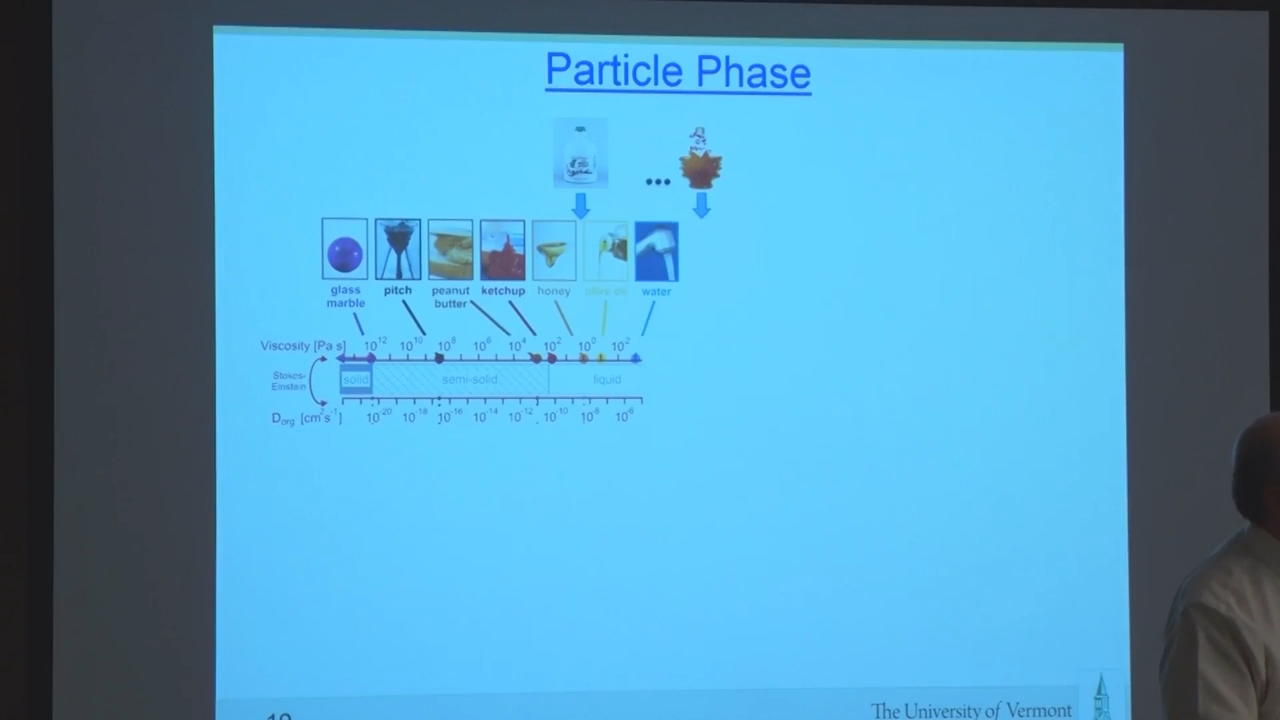 Particle Phase
...
glass marble
pitch
peanut butter
ketchup
honey
olive oil
water
Viscosity [Pa s] 10^12 10^10 10^8 10^6 10^4 10^2 10^0 10^2
Stokes-
Einstein
solid semi-solid liquid
D_org [cm^2 s^-1] 10^-20 10^-18 10^-16 10^-14 10^-12 10^-10 10^-8 10^-6
The University of Vermont